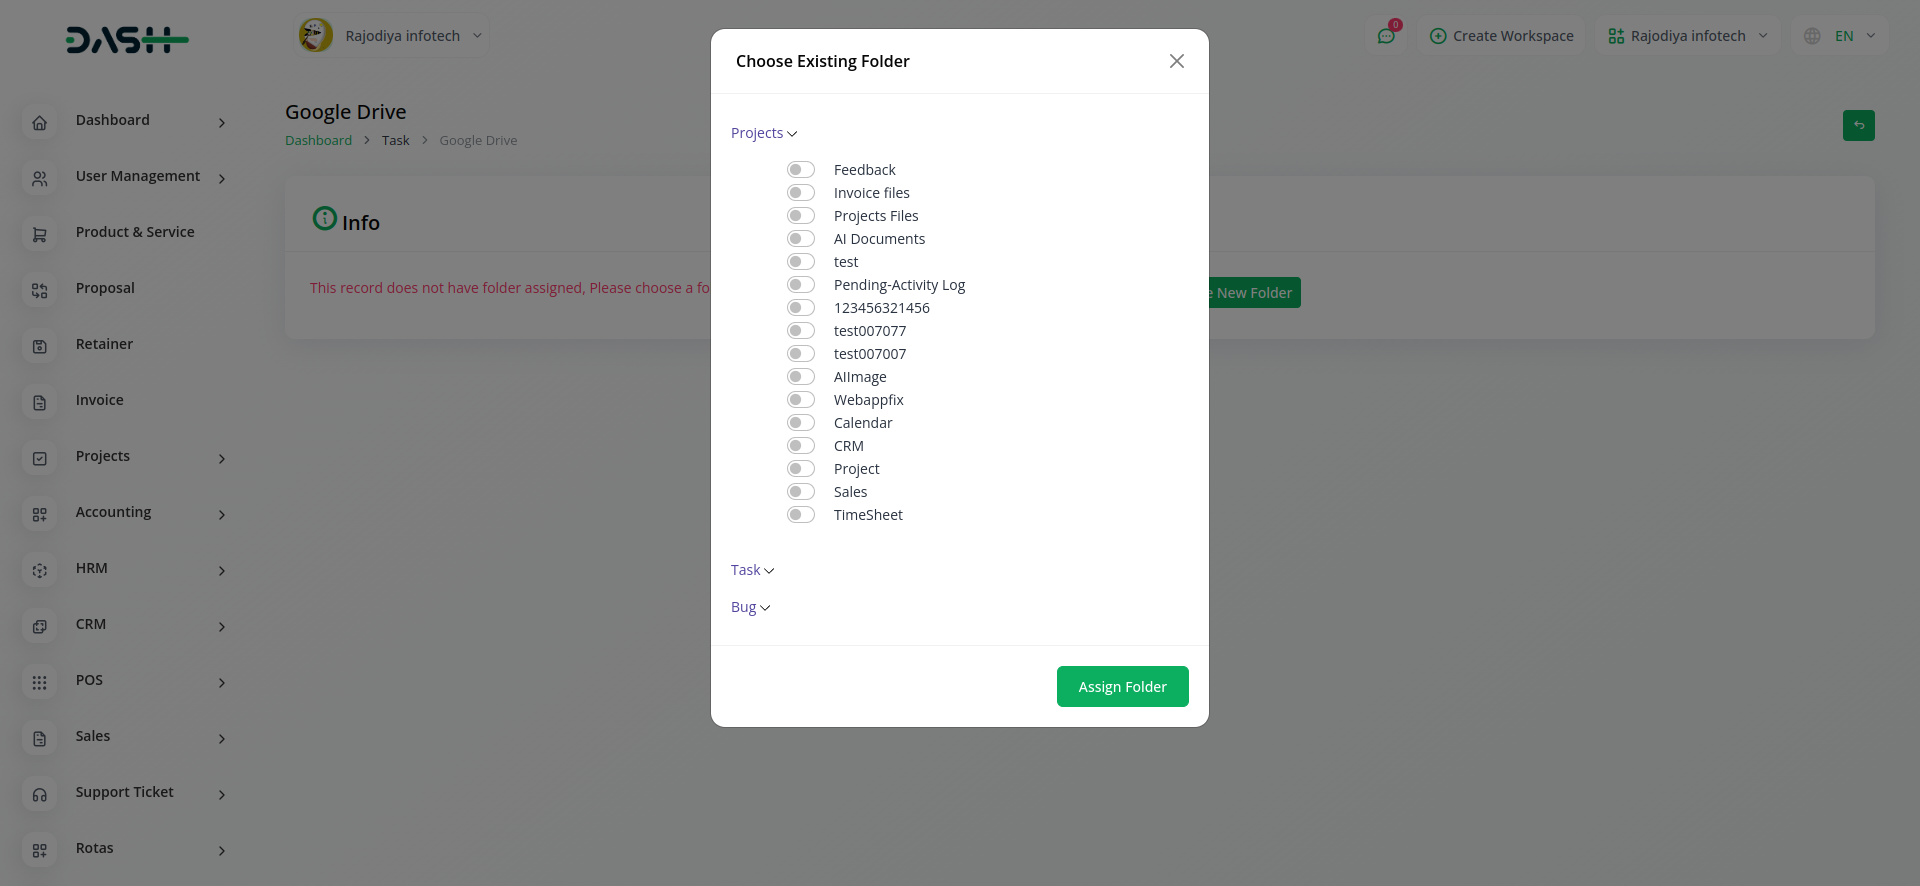 DASH
Rajodiya infotech
0
Create Workspace
Rajodiya infotech
EN
Dashboard
User Management
Product & Service
Proposal
Retainer
Invoice
Projects
Accounting
HRM
CRM
POS
Sales
Support Ticket
Rotas
Google Drive
Dashboard > Task > Google Drive
Info
This record does not have folder assigned, Please choose a fo
New Folder
Choose Existing Folder
Projects
Feedback
Invoice files
Projects Files
AI Documents
test
Pending-Activity Log
123456321456
test007077
test007007
AIImage
Webappfix
Calendar
CRM
Project
Sales
TimeSheet
Task
Bug
Assign Folder